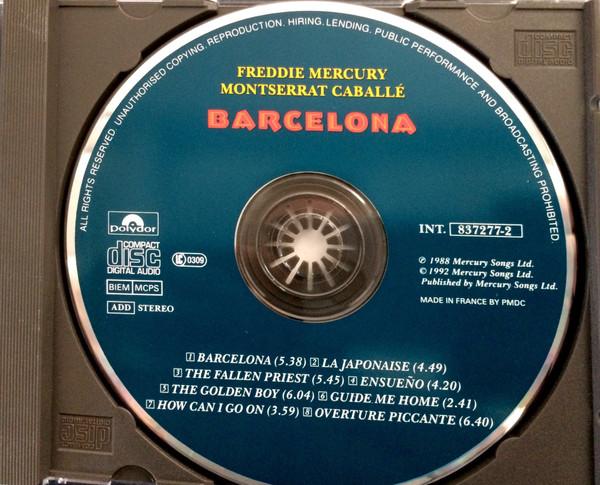 ALL RIGHTS RESERVED. UNAUTHORISED COPYING, REPRODUCTION, HIRING, LENDING, PUBLIC PERFORMANCE AND BROADCASTING PROHIBITED.
COMPACT
disc
DIGITAL AUDIO
FREDDIE MERCURY
MONTSERRAT CABALLÉ
BARCELONA
Polydor
COMPACT
disc
DIGITAL AUDIO
LC 0309
BIEM MCPS
ADD STEREO
INT. 837277-2
℗ 1988 Mercury Songs Ltd.
© 1992 Mercury Songs Ltd.
Published by Mercury Songs Ltd.
MADE IN FRANCE BY PMDC
1 BARCELONA (5.38) 2 LA JAPONAISE (4.49)
3 THE FALLEN PRIEST (5.45) 4 ENSUEÑO (4.20)
5 THE GOLDEN BOY (6.04) 6 GUIDE ME HOME (2.41)
7 HOW CAN I GO ON (3.59) 8 OVERTURE PICCANTE (6.40)
COMPACT
disc
DIGITAL AUDIO